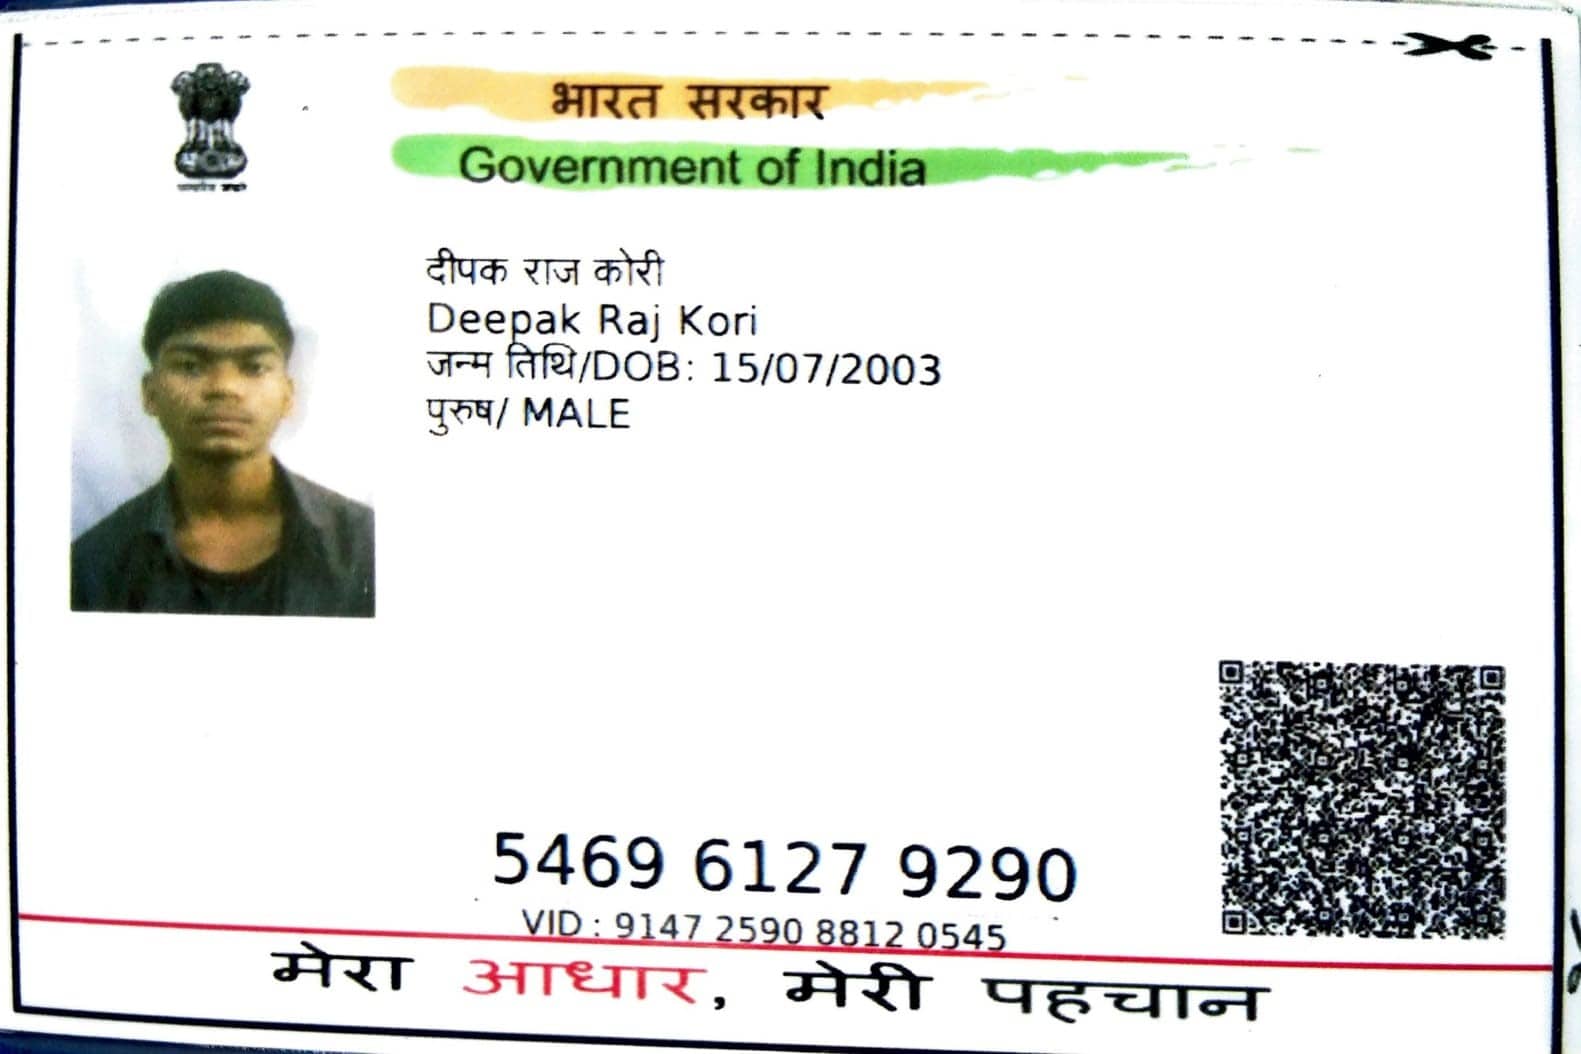 भारत सरकार
Government of India
दीपक राज कोरी
Deepak Raj Kori
जन्म तिथि/DOB: 15/07/2003
पुरुष/ MALE
5469 6127 9290
VID : 9147 2590 8812 0545
मेरा आधार, मेरी पहचान